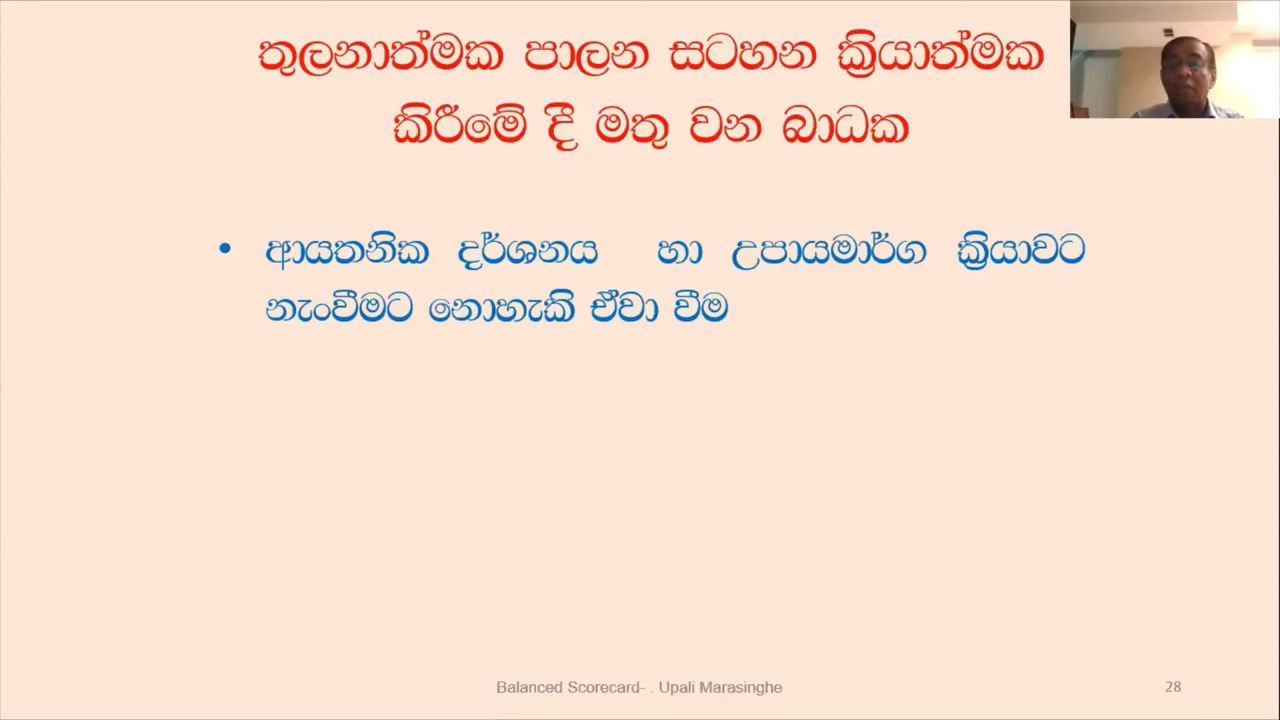 තුලනාත්මක පාලන සටහන ක්‍රියාත්මක
කිරීමේ දී මතු වන බාධක
• ආයතනික දර්ශනය හා උපායමාර්ග ක්‍රියාවට
නැංවීමට නොහැකි ඒවා වීම
Balanced Scorecard- . Upali Marasinghe
28